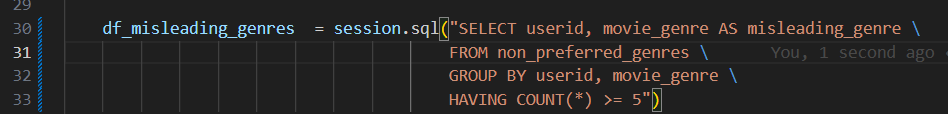 29
30 df_misleading_genres = session.sql("SELECT userid, movie_genre AS misleading_genre \
31 FROM non_preferred_genres \ You, 1 second ago
32 GROUP BY userid, movie_genre \
33 HAVING COUNT(*) >= 5")